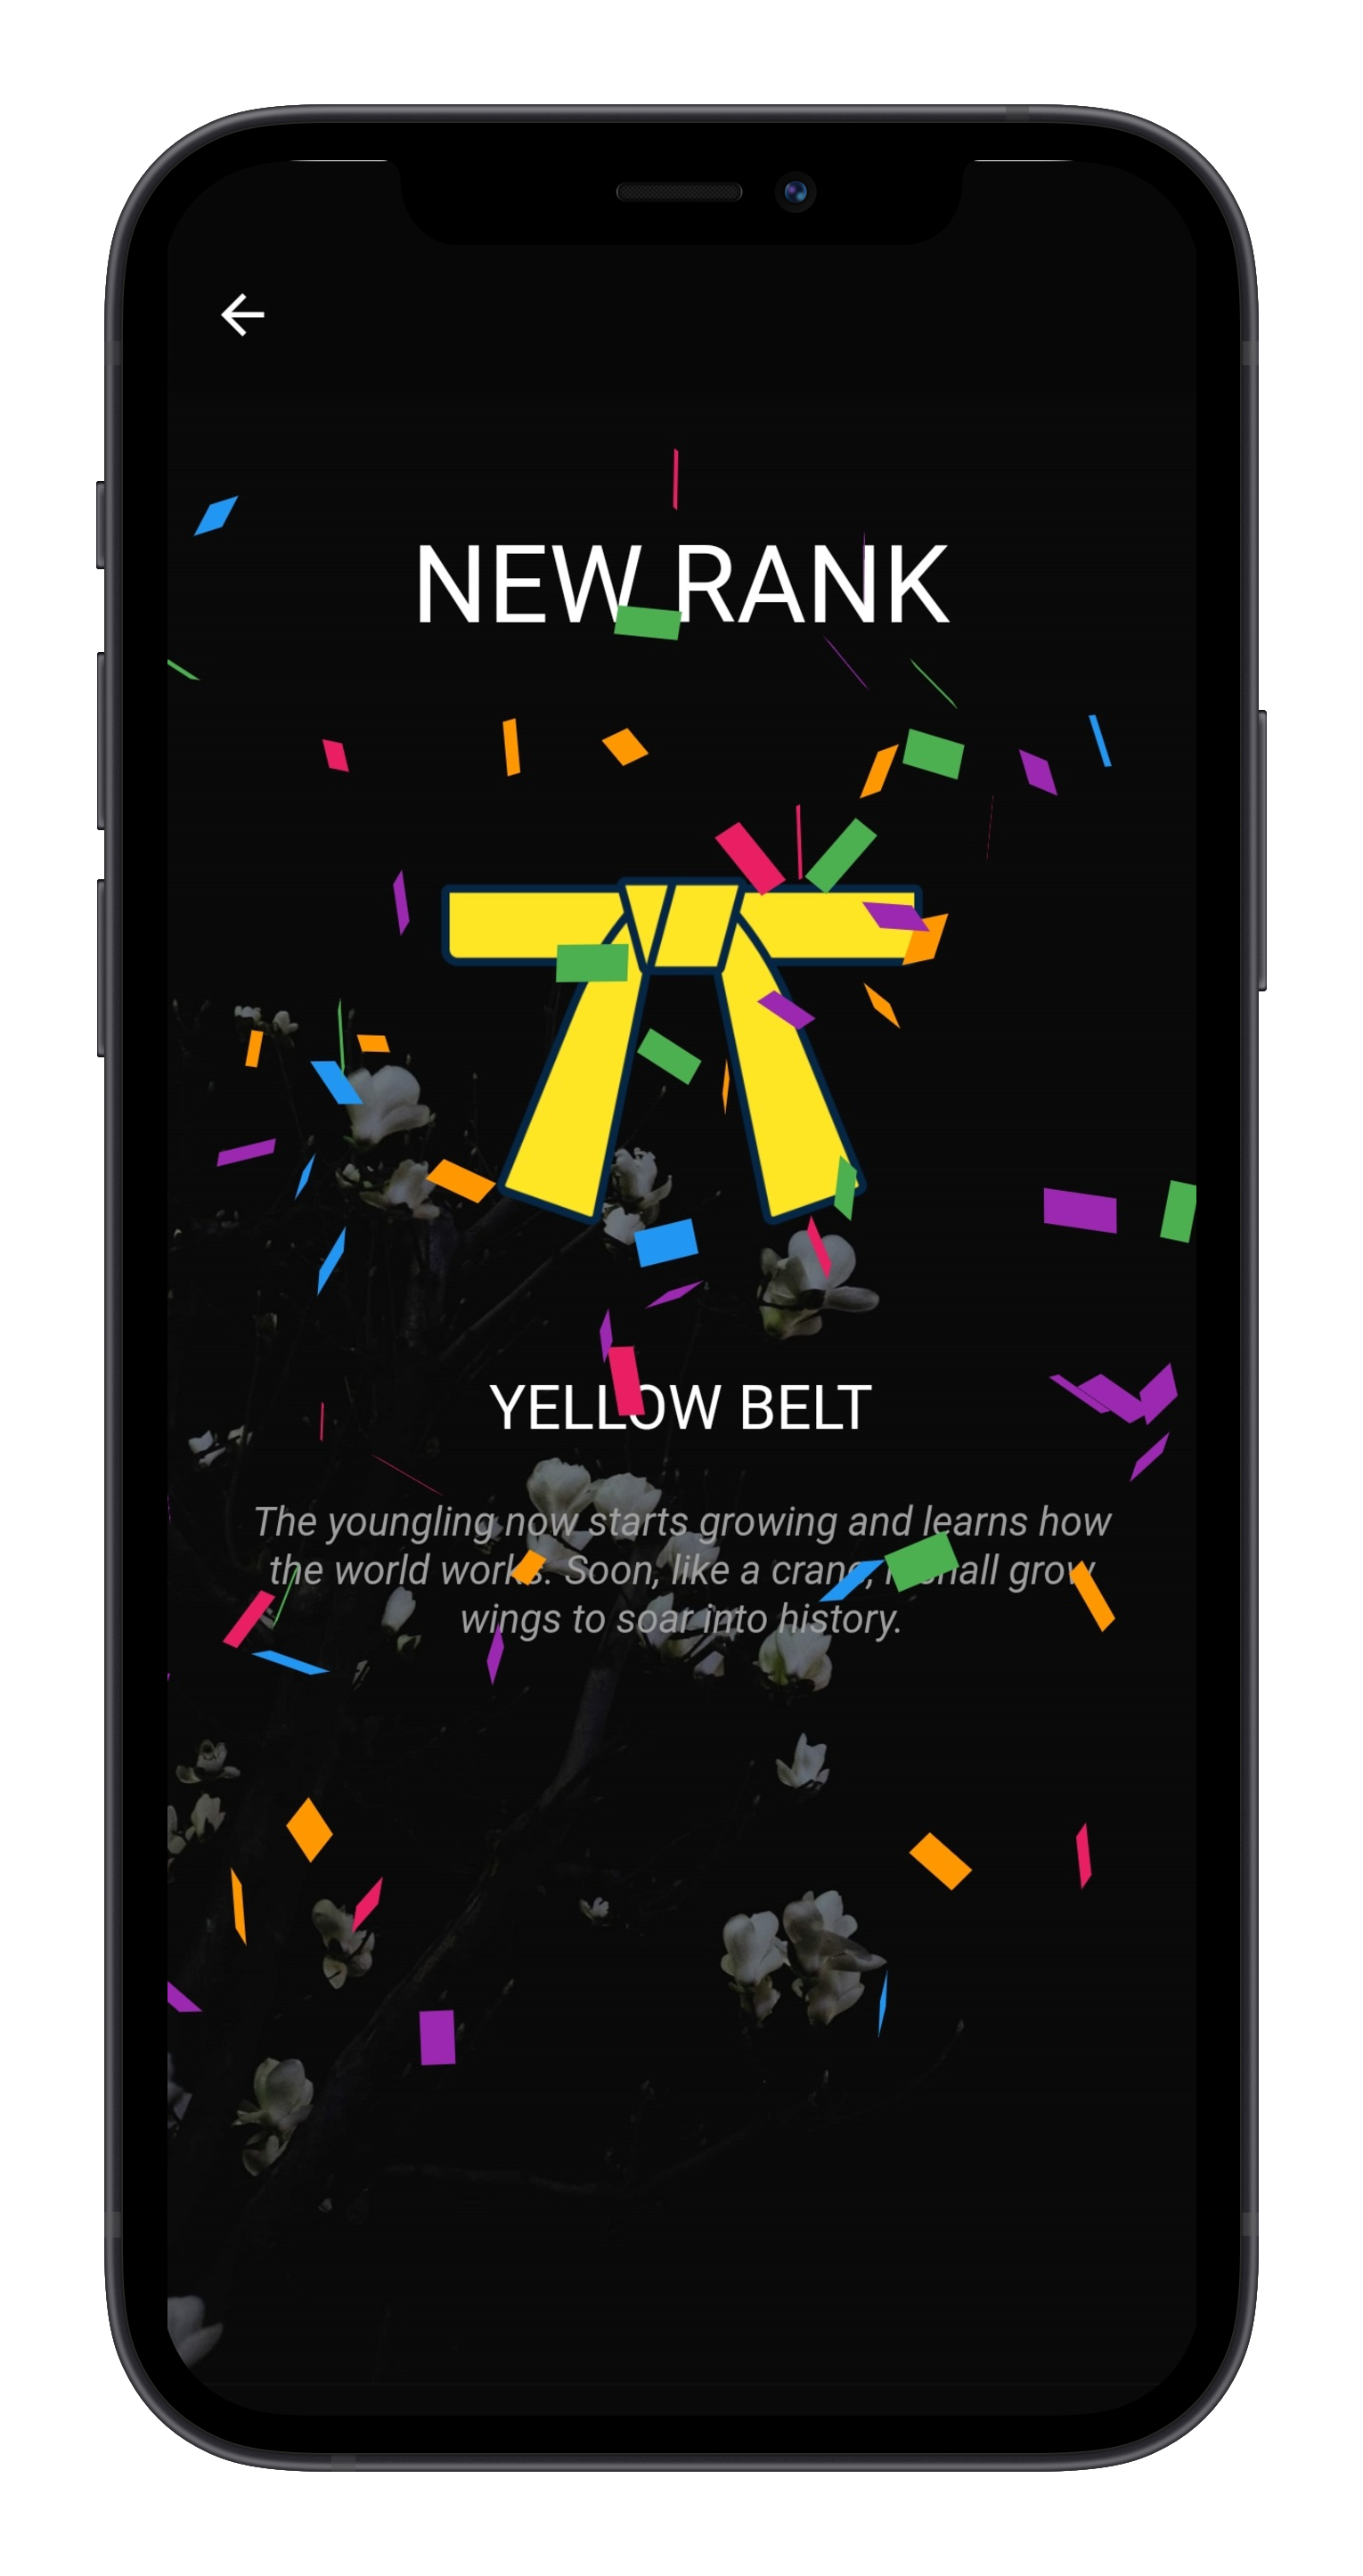 NEW RANK
YELLOW BELT
The youngling now starts growing and learns how
the world works. Soon, like a crane, shall grow
wings to soar into history.